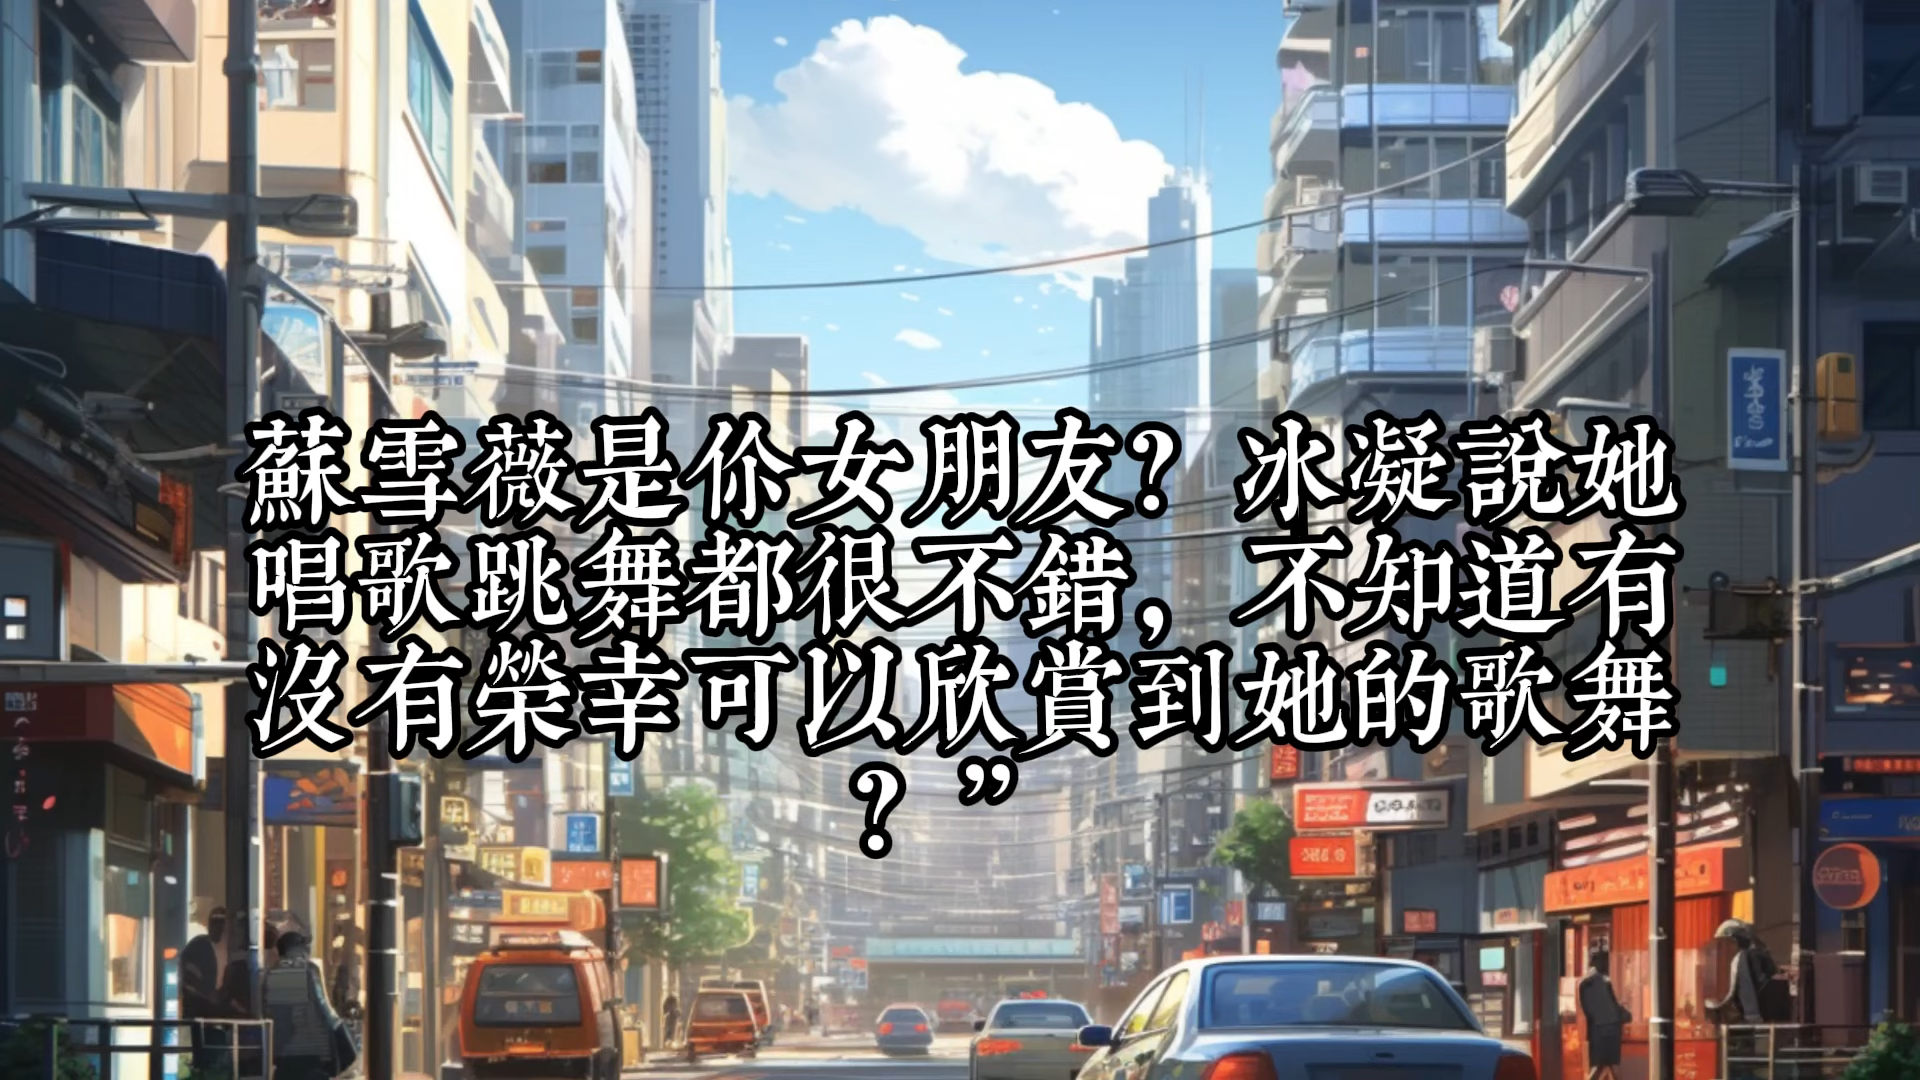 蘇雪薇是你女朋友？冰凝說她
唱歌跳舞都很不錯，不知道有
沒有榮幸可以欣賞到她的歌舞
？”